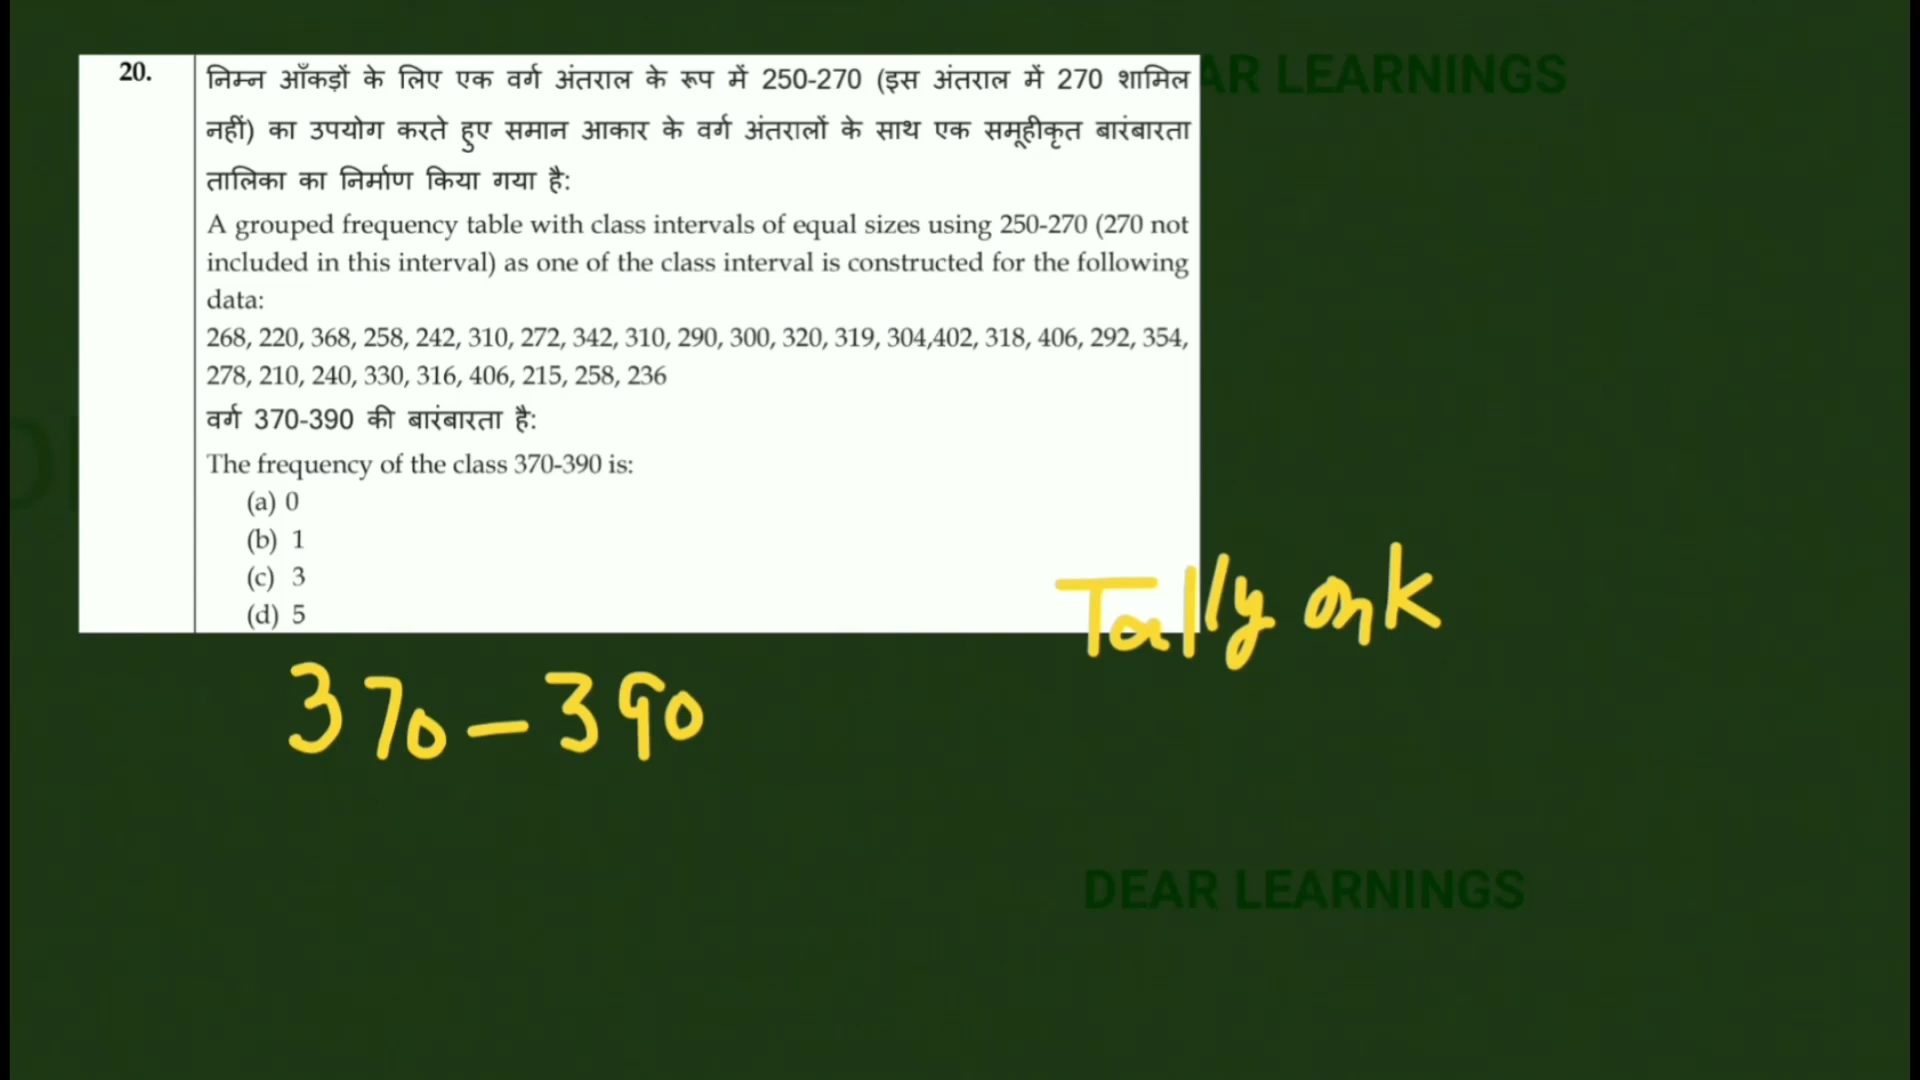 20.
निम्न आँकड़ों के लिए एक वर्ग अंतराल के रूप में 250-270 (इस अंतराल में 270 शामिल
नहीं) का उपयोग करते हुए समान आकार के वर्ग अंतरालों के साथ एक समूहीकृत बारंबारता
तालिका का निर्माण किया गया है:
A grouped frequency table with class intervals of equal sizes using 250-270 (270 not
included in this interval) as one of the class interval is constructed for the following
data:
268, 220, 368, 258, 242, 310, 272, 342, 310, 290, 300, 320, 319, 304,402, 318, 406, 292, 354,
278, 210, 240, 330, 316, 406, 215, 258, 236
वर्ग 370-390 की बारंबारता है:
The frequency of the class 370-390 is:
(a) 0
(b) 1
(c) 3
(d) 5
AR LEARNINGS
Tally
370-390
DEAR LEARNINGS